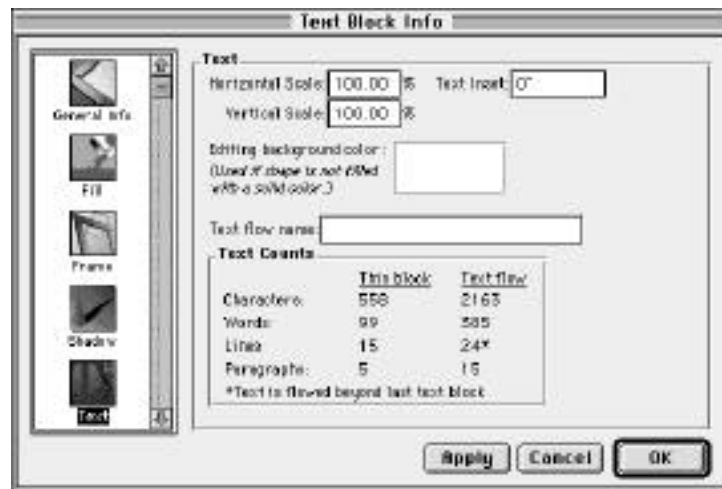 Text Block Info
General Info
Fill
Frame
Shadow
Text
Text
Horizontal Scale: 100.00 % Text Inset: 0"
Vertical Scale: 100.00 %
Editing background color:
(Used if shape is not filled
with a solid color.)
Text flow name:
Text Counts
This block Text flow
Characters: 558 2163
Words: 99 385
Lines 15 24*
Paragraphs: 5 15
*Text is flowed beyond last text block
Apply Cancel OK